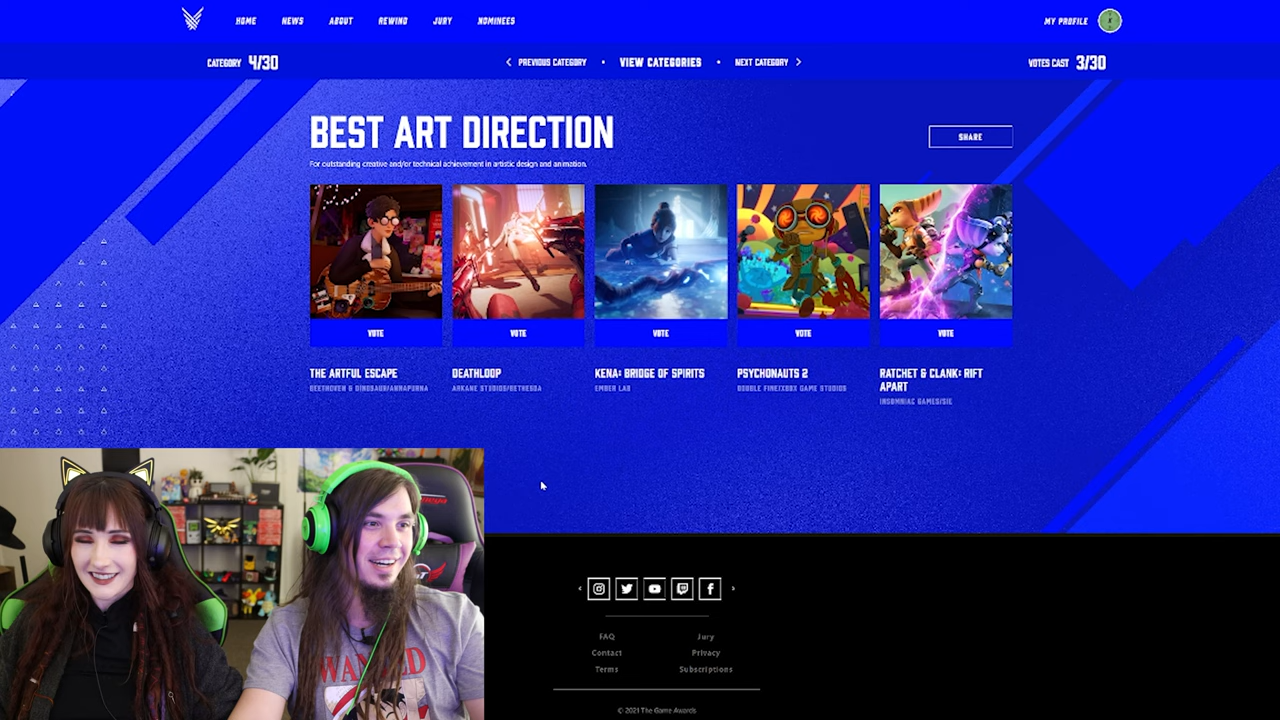 HOME NEWS ABOUT REWIND JURY NOMINEES MY PROFILE
CATEGORY 4/30 PREVIOUS CATEGORY • VIEW CATEGORIES • NEXT CATEGORY VOTES CAST 3/30
BEST ART DIRECTION
SHARE
For outstanding creative and/or technical achievement in artistic design and animation.
VOTE VOTE VOTE VOTE VOTE
THE ARTFUL ESCAPE
BEETHOVEN & DINOSAUR/ANNAPURNA
DEATHLOOP
ARKANE STUDIOS/BETHESDA
KENA: BRIDGE OF SPIRITS
EMBER LAB
PSYCHONAUTS 2
DOUBLE FINE/XBOX GAME STUDIOS
RATCHET & CLANK: RIFT
APART
INSOMNIAC GAMES/SIE
WANTED
FAQ Jury
Contact Privacy
Terms Subscriptions
© 2021 The Game Awards